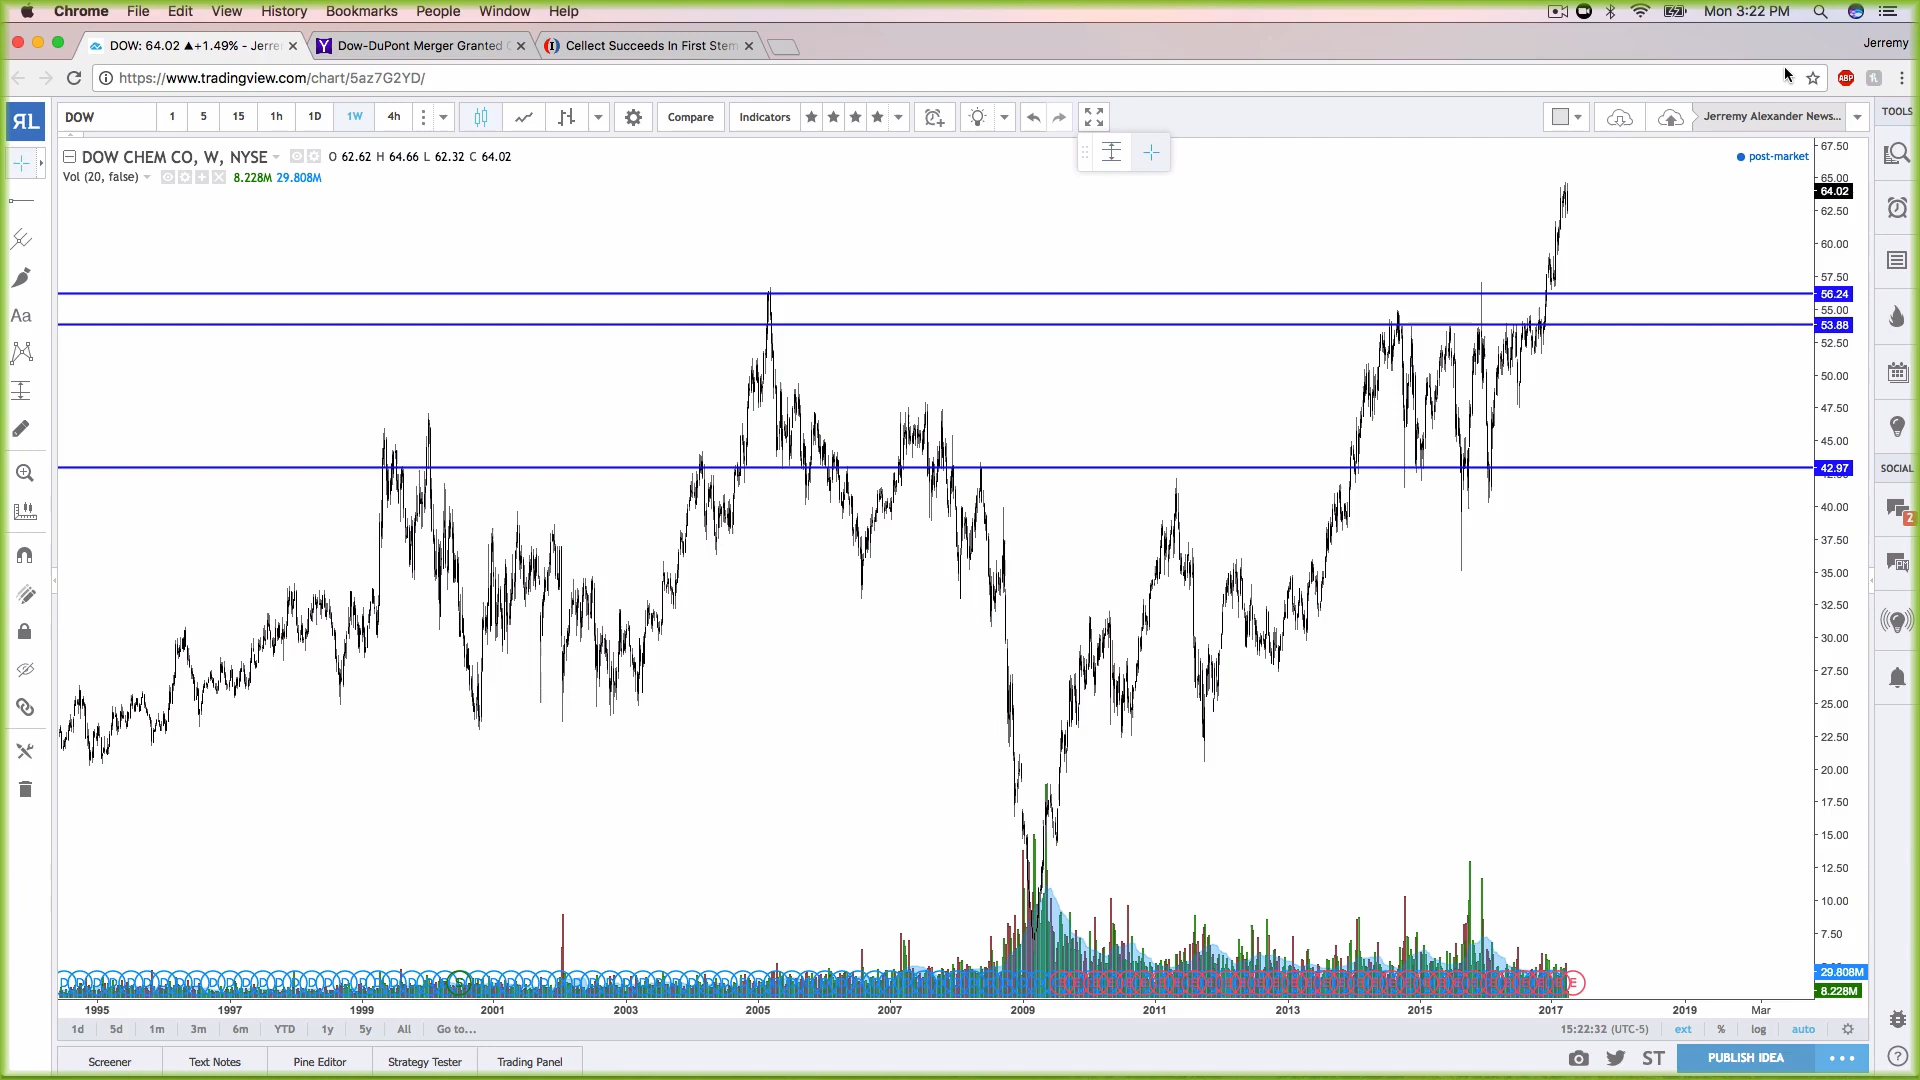 Chrome File Edit View History Bookmarks People Window Help Mon 3:22 PM
DOW: 64.02 ▲+1.49% - Jerre Dow-DuPont Merger Granted Cellect Succeeds In First Stem Jerremy
https://www.tradingview.com/chart/5az7G2YD/ ABP
DOW 1 5 15 1h 1D 1W 4h Compare Indicators Jerremy Alexander News... TOOLS
DOW CHEM CO, W, NYSE O 62.62 H 64.66 L 62.32 C 64.02 post-market
Vol (20, false) 8.228M 29.808M
67.50
65.00
64.02
62.50
60.00
57.50
56.24
55.00
53.88
52.50
50.00
47.50
45.00
42.97
SOCIAL
40.00
2
37.50
35.00
32.50
30.00
27.50
25.00
22.50
20.00
17.50
15.00
12.50
10.00
7.50
29.808M
8.228M
1995 1997 1999 2001 2003 2005 2007 2009 2011 2013 2015 2017 2019 Mar
1d 5d 1m 3m 6m YTD 1y 5y All Go to... 15:22:32 (UTC-5) ext % log auto
Screener Text Notes Pine Editor Strategy Tester Trading Panel ST PUBLISH IDEA
Aa